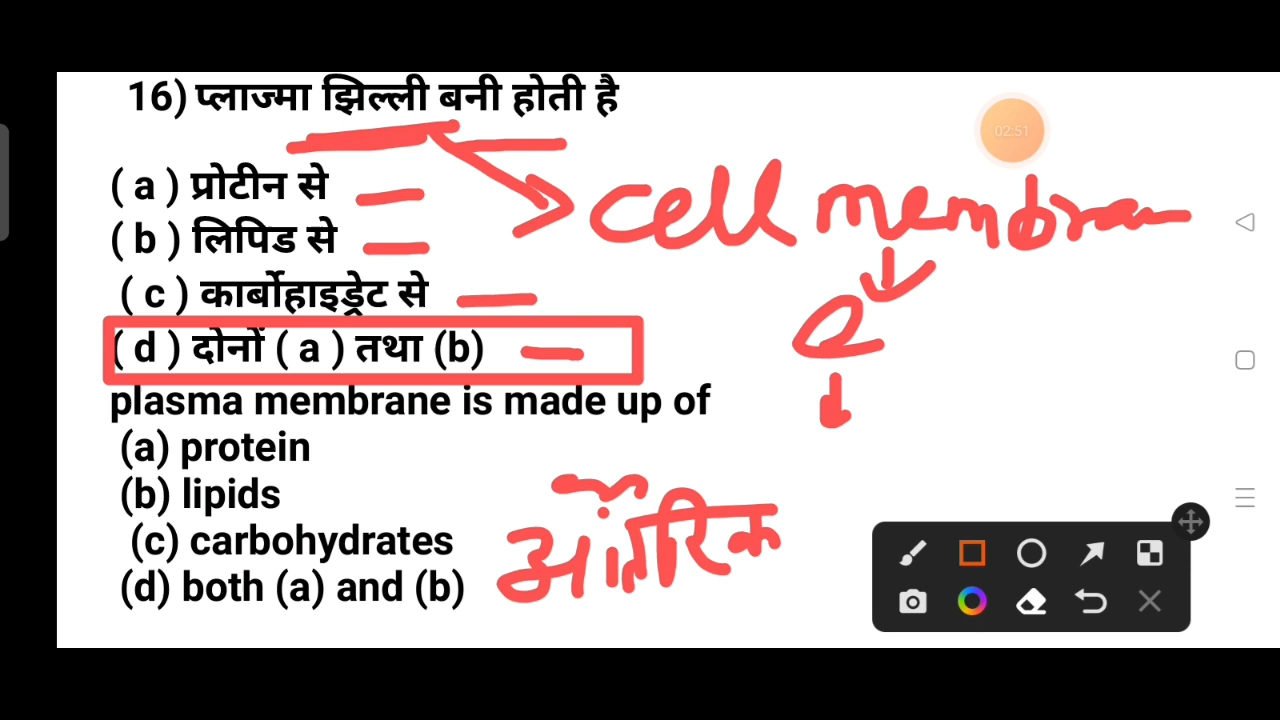 16) प्लाज्मा झिल्ली बनी होती है
02:51
( a ) प्रोटीन से
cell membran
( b ) लिपिड से
( c ) कार्बोहाइड्रेट से
( d ) दोनों ( a ) तथा (b)
plasma membrane is made up of
(a) protein
(b) lipids
(c) carbohydrates
(d) both (a) and (b)
आंतरिक